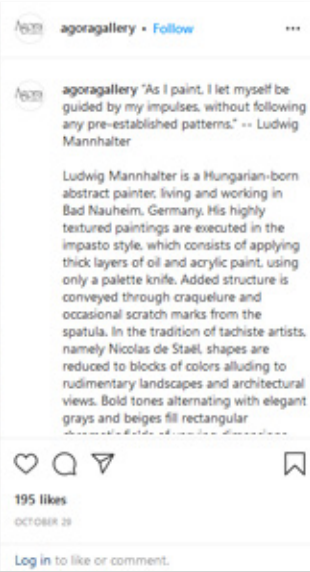 agoragallery • Follow
agoragallery "As I paint, I let myself be
guided by my impulses, without following
any pre-established patterns." -- Ludwig
Mannhalter
Ludwig Mannhalter is a Hungarian-born
abstract painter, living and working in
Bad Nauheim, Germany. His highly
textured paintings are executed in the
impasto style, which consists of applying
thick layers of oil and acrylic paint, using
only a palette knife. Added structure is
conveyed through craquelure and
occasional scratch marks from the
spatula. In the tradition of tachiste artists,
namely Nicolas de Staël, shapes are
reduced to blocks of colors alluding to
rudimentary landscapes and architectural
views. Bold tones alternating with elegant
grays and beiges fill rectangular
195 likes
OCTOBER 29
Log in to like or comment.